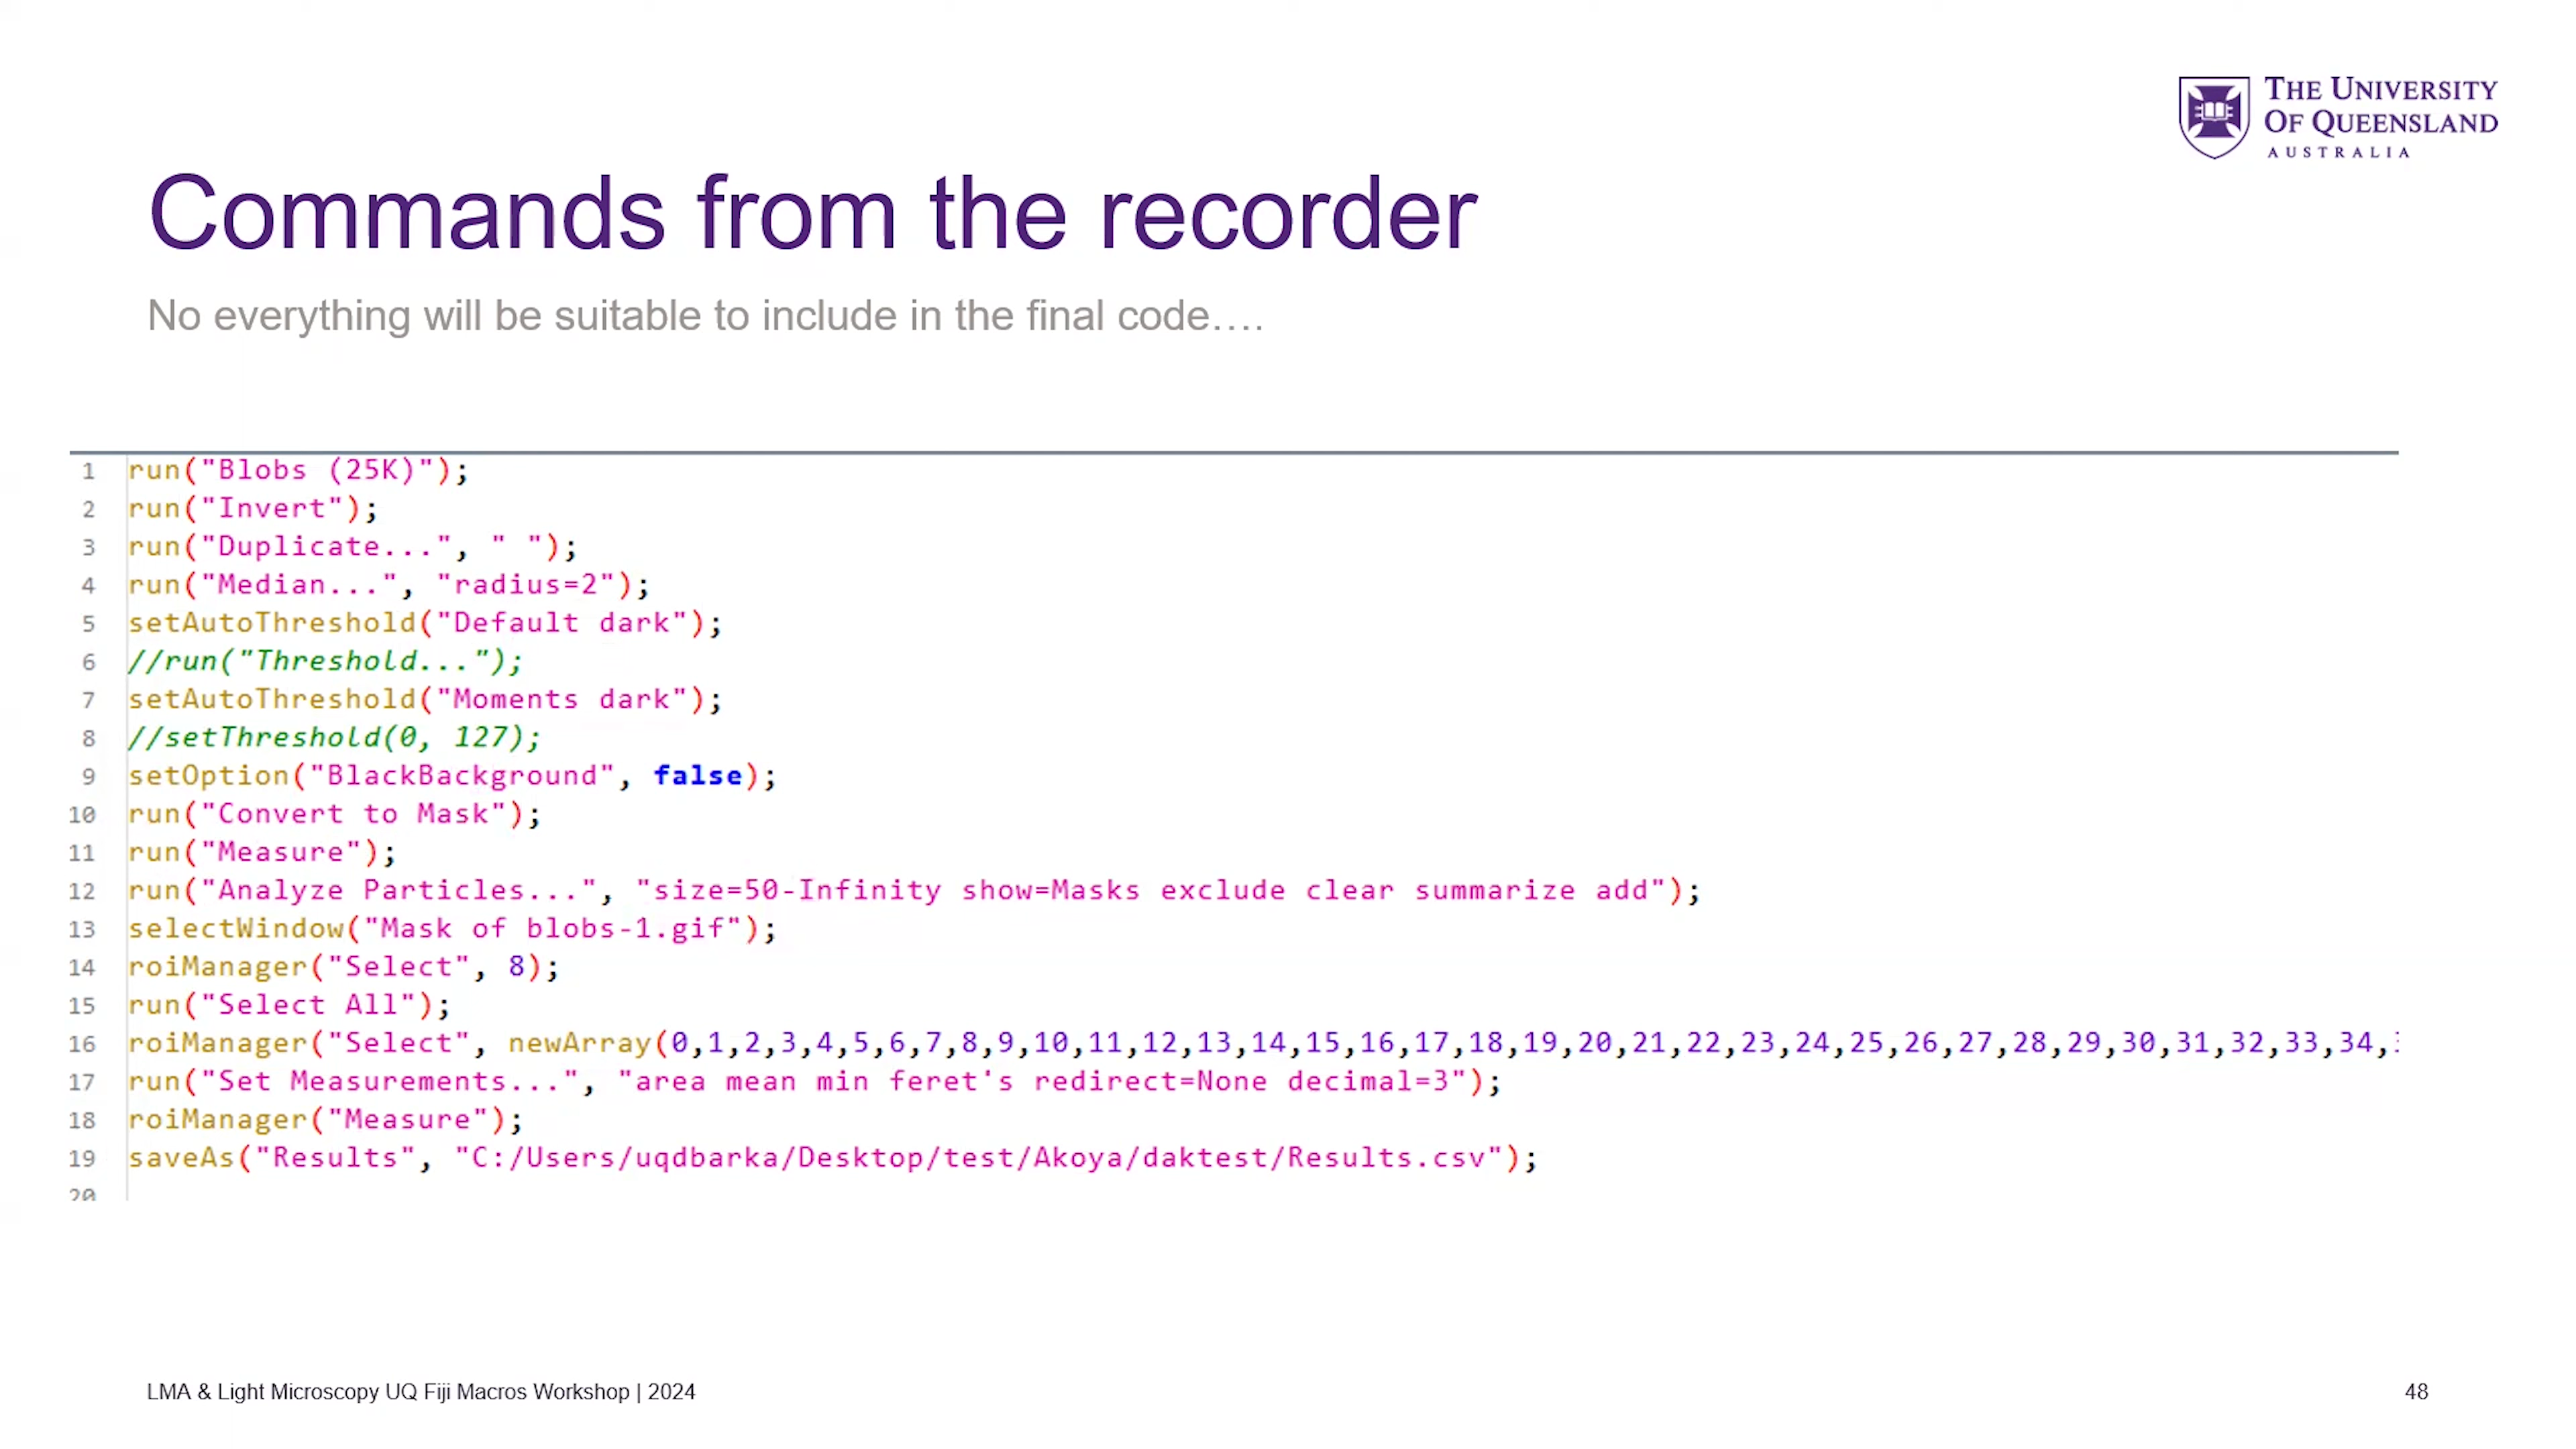 THE UNIVERSITY
OF QUEENSLAND
AUSTRALIA
Commands from the recorder
No everything will be suitable to include in the final code....
1 run("Blobs (25K)");
2 run("Invert");
3 run("Duplicate...", " ");
4 run("Median...", "radius=2");
5 setAutoThreshold("Default dark");
6 //run("Threshold...");
7 setAutoThreshold("Moments dark");
8 //setThreshold(0, 127);
9 setOption("BlackBackground", false);
10 run("Convert to Mask");
11 run("Measure");
12 run("Analyze Particles...", "size=50-Infinity show=Masks exclude clear summarize add");
13 selectWindow("Mask of blobs-1.gif");
14 roiManager("Select", 8);
15 run("Select All");
16 roiManager("Select", newArray(0,1,2,3,4,5,6,7,8,9,10,11,12,13,14,15,16,17,18,19,20,21,22,23,24,25,26,27,28,29,30,31,32,33,34,
17 run("Set Measurements...", "area mean min feret's redirect=None decimal=3");
18 roiManager("Measure");
19 saveAs("Results", "C:/Users/uqdbarka/Desktop/test/Akoya/daktest/Results.csv");
20
LMA & Light Microscopy UQ Fiji Macros Workshop | 2024
48